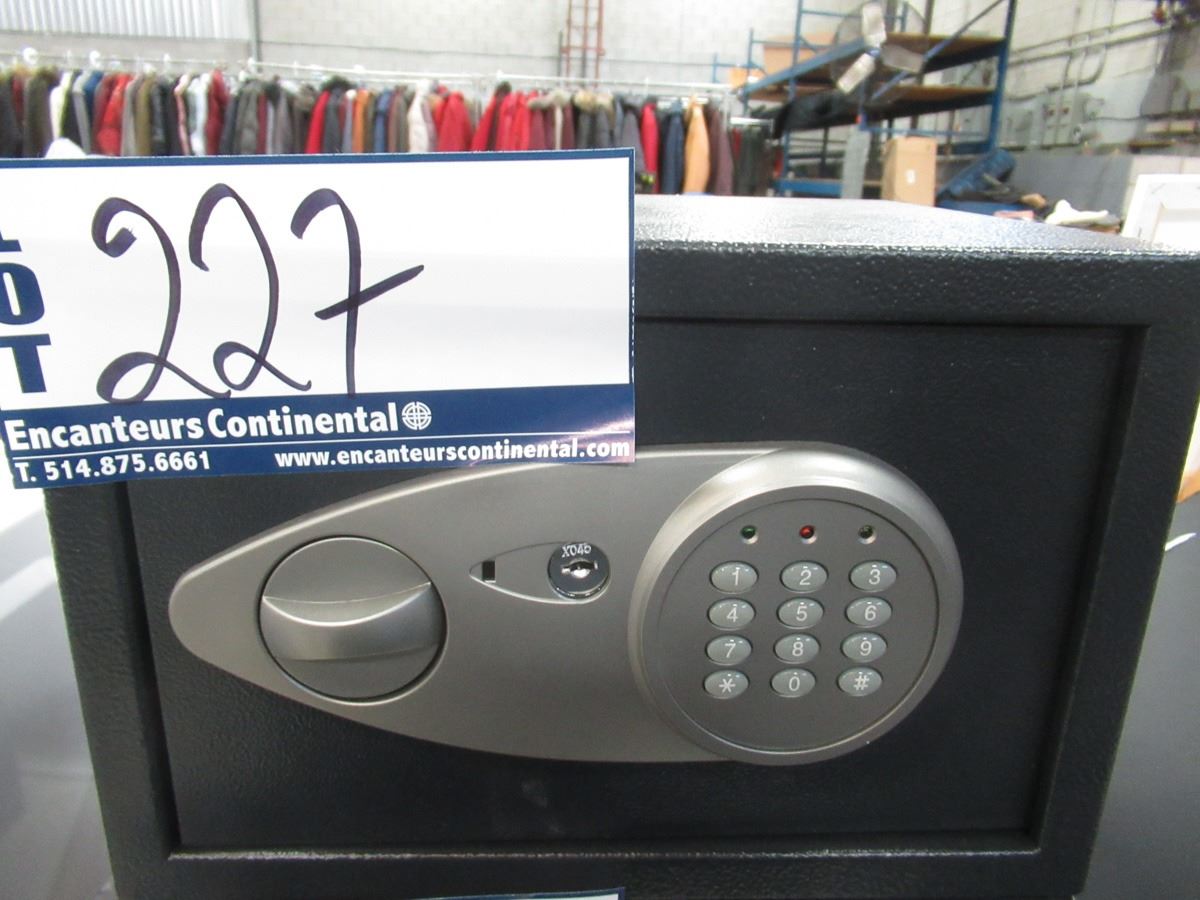 LOT
227
Encanteurs Continental
T. 514.875.6661 www.encanteurscontinental.com
X045
1 2 3
4 5 6
7 8 9
* 0 #